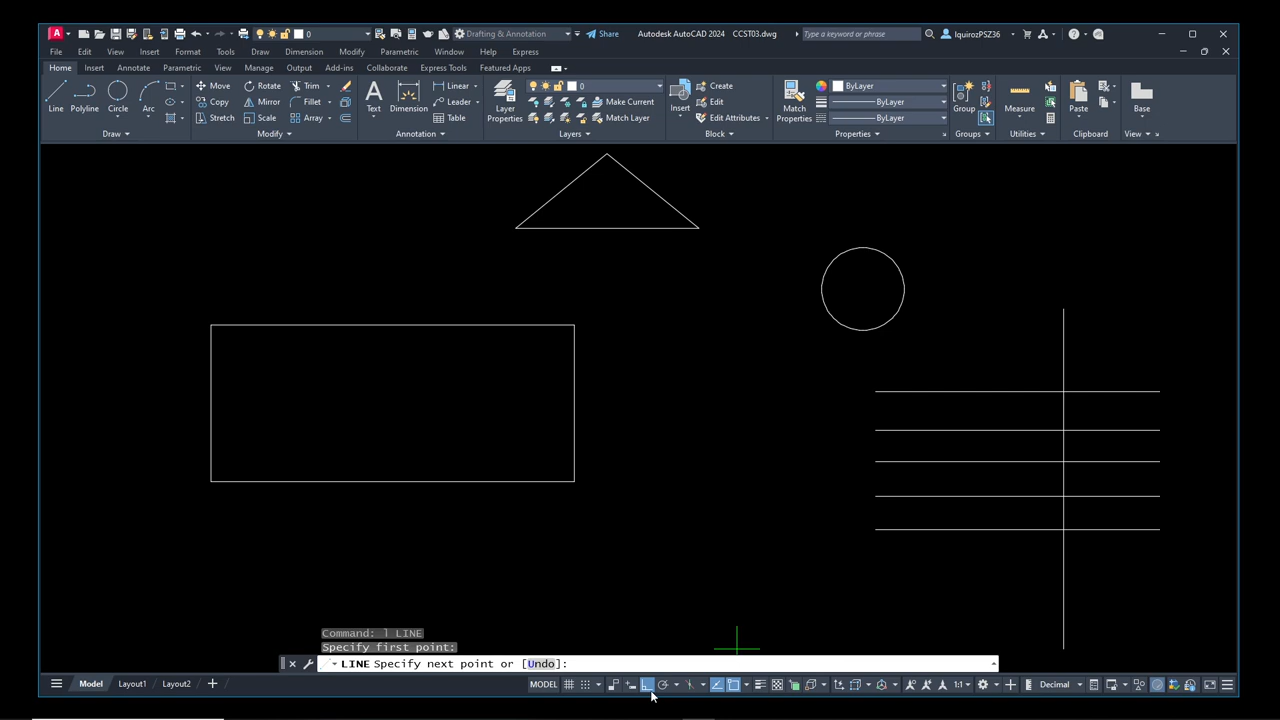 A 0 Drafting & Annotation Share Autodesk AutoCAD 2024 CCST03.dwg Type a keyword or phrase IquirozPSZ36
File Edit View Insert Format Tools Draw Dimension Modify Parametric Window Help Express
Home Insert Annotate Parametric View Manage Output Add-ins Collaborate Express Tools Featured Apps
Line Polyline Circle Arc Move Rotate Trim Text Dimension Linear Layer Properties 0 Insert Create Match Properties ByLayer Group Measure Paste Base
Copy Mirror Fillet Leader Make Current Edit ByLayer
Stretch Scale Array Table Match Layer Edit Attributes ByLayer
Draw Modify Annotation Layers Block Properties Groups Utilities Clipboard View
Command: l LINE
Specify first point:
LINE Specify next point or [Undo]:
Model Layout1 Layout2 + MODEL 1:1 Decimal